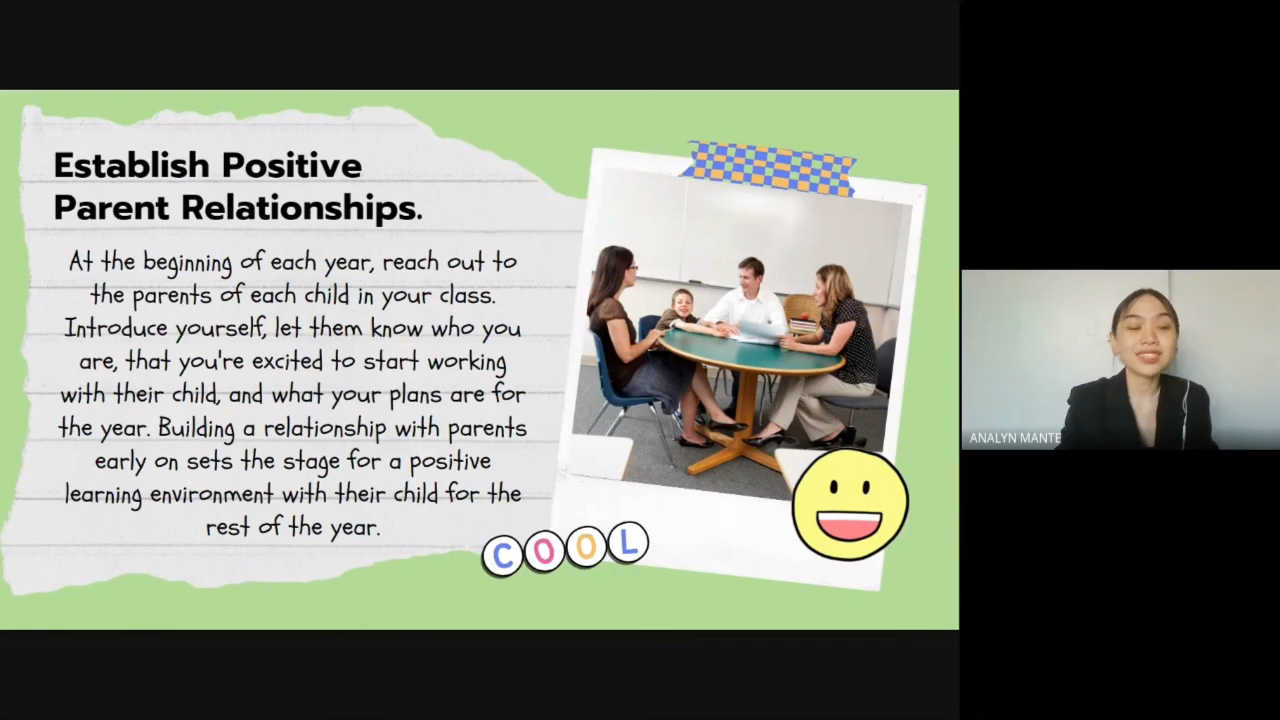 Establish Positive
Parent Relationships.
At the beginning of each year, reach out to
the parents of each child in your class.
Introduce yourself, let them know who you
are, that you're excited to start working
with their child, and what your plans are for
the year. Building a relationship with parents
early on sets the stage for a positive
learning environment with their child for the
rest of the year.
COOL
ANALYN MANTE